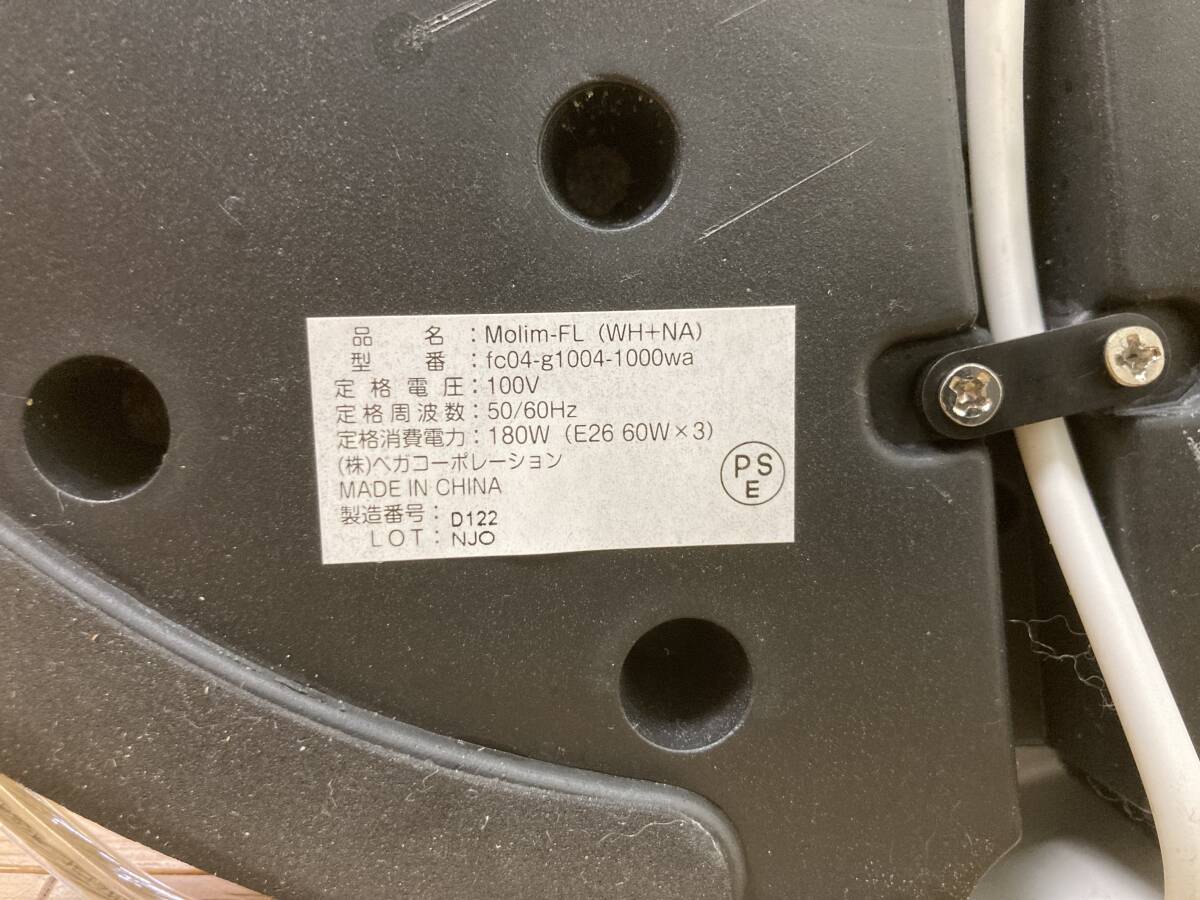 品名：Molim-FL（WH+NA）
型番：fc04-g1004-1000wa
定格電圧：100V
定格周波数：50/60Hz
定格消費電力：180W（E26 60W×3）
(株)ベガコーポレーション
MADE IN CHINA
PS
E
製造番号：D122
LOT：NJO